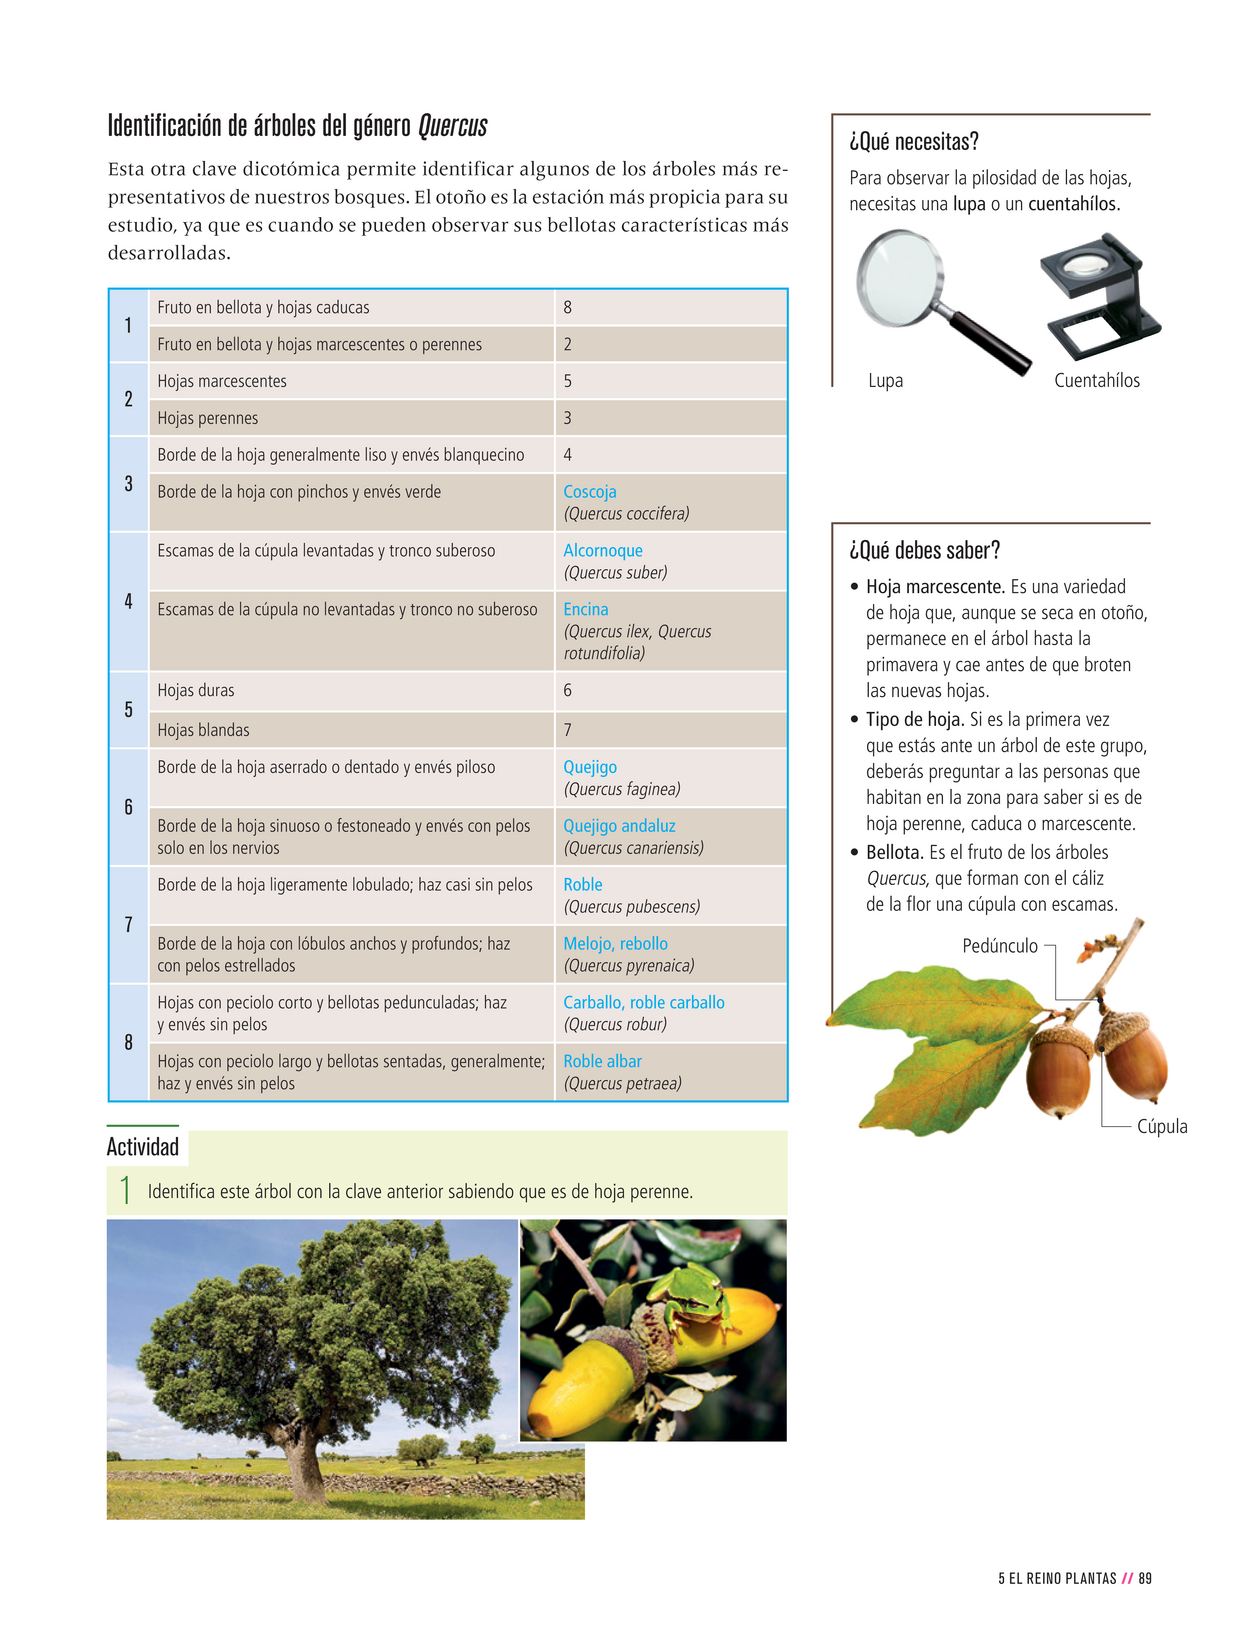 Identificación de árboles del género Quercus
Esta otra clave dicotómica permite identificar algunos de los árboles más re-
presentativos de nuestros bosques. El otoño es la estación más propicia para su
estudio, ya que es cuando se pueden observar sus bellotas características más
desarrolladas.
1
Fruto en bellota y hojas caducas
8
Fruto en bellota y hojas marcescentes o perennes
2
2
Hojas marcescentes
5
Hojas perennes
3
3
Borde de la hoja generalmente liso y envés blanquecino
4
Borde de la hoja con pinchos y envés verde
Coscoja
(Quercus coccifera)
4
Escamas de la cúpula levantadas y tronco suberoso
Alcornoque
(Quercus suber)
Escamas de la cúpula no levantadas y tronco no suberoso
Encina
(Quercus ilex, Quercus
rotundifolia)
5
Hojas duras
6
Hojas blandas
7
6
Borde de la hoja aserrado o dentado y envés piloso
Quejigo
(Quercus faginea)
Borde de la hoja sinuoso o festoneado y envés con pelos
solo en los nervios
Quejigo andaluz
(Quercus canariensis)
7
Borde de la hoja ligeramente lobulado; haz casi sin pelos
Roble
(Quercus pubescens)
Borde de la hoja con lóbulos anchos y profundos; haz
con pelos estrellados
Melojo, rebollo
(Quercus pyrenaica)
8
Hojas con peciolo corto y bellotas pedunculadas; haz
y envés sin pelos
Carballo, roble carballo
(Quercus robur)
Hojas con peciolo largo y bellotas sentadas, generalmente;
haz y envés sin pelos
Roble albar
(Quercus petraea)
Actividad
1 Identifica este árbol con la clave anterior sabiendo que es de hoja perenne.
¿Qué necesitas?
Para observar la pilosidad de las hojas,
necesitas una lupa o un cuentahílos.
Lupa
Cuentahílos
¿Qué debes saber?
• Hoja marcescente. Es una variedad
de hoja que, aunque se seca en otoño,
permanece en el árbol hasta la
primavera y cae antes de que broten
las nuevas hojas.
• Tipo de hoja. Si es la primera vez
que estás ante un árbol de este grupo,
deberás preguntar a las personas que
habitan en la zona para saber si es de
hoja perenne, caduca o marcescente.
• Bellota. Es el fruto de los árboles
Quercus, que forman con el cáliz
de la flor una cúpula con escamas.
Pedúnculo
Cúpula
5 EL REINO PLANTAS // 89